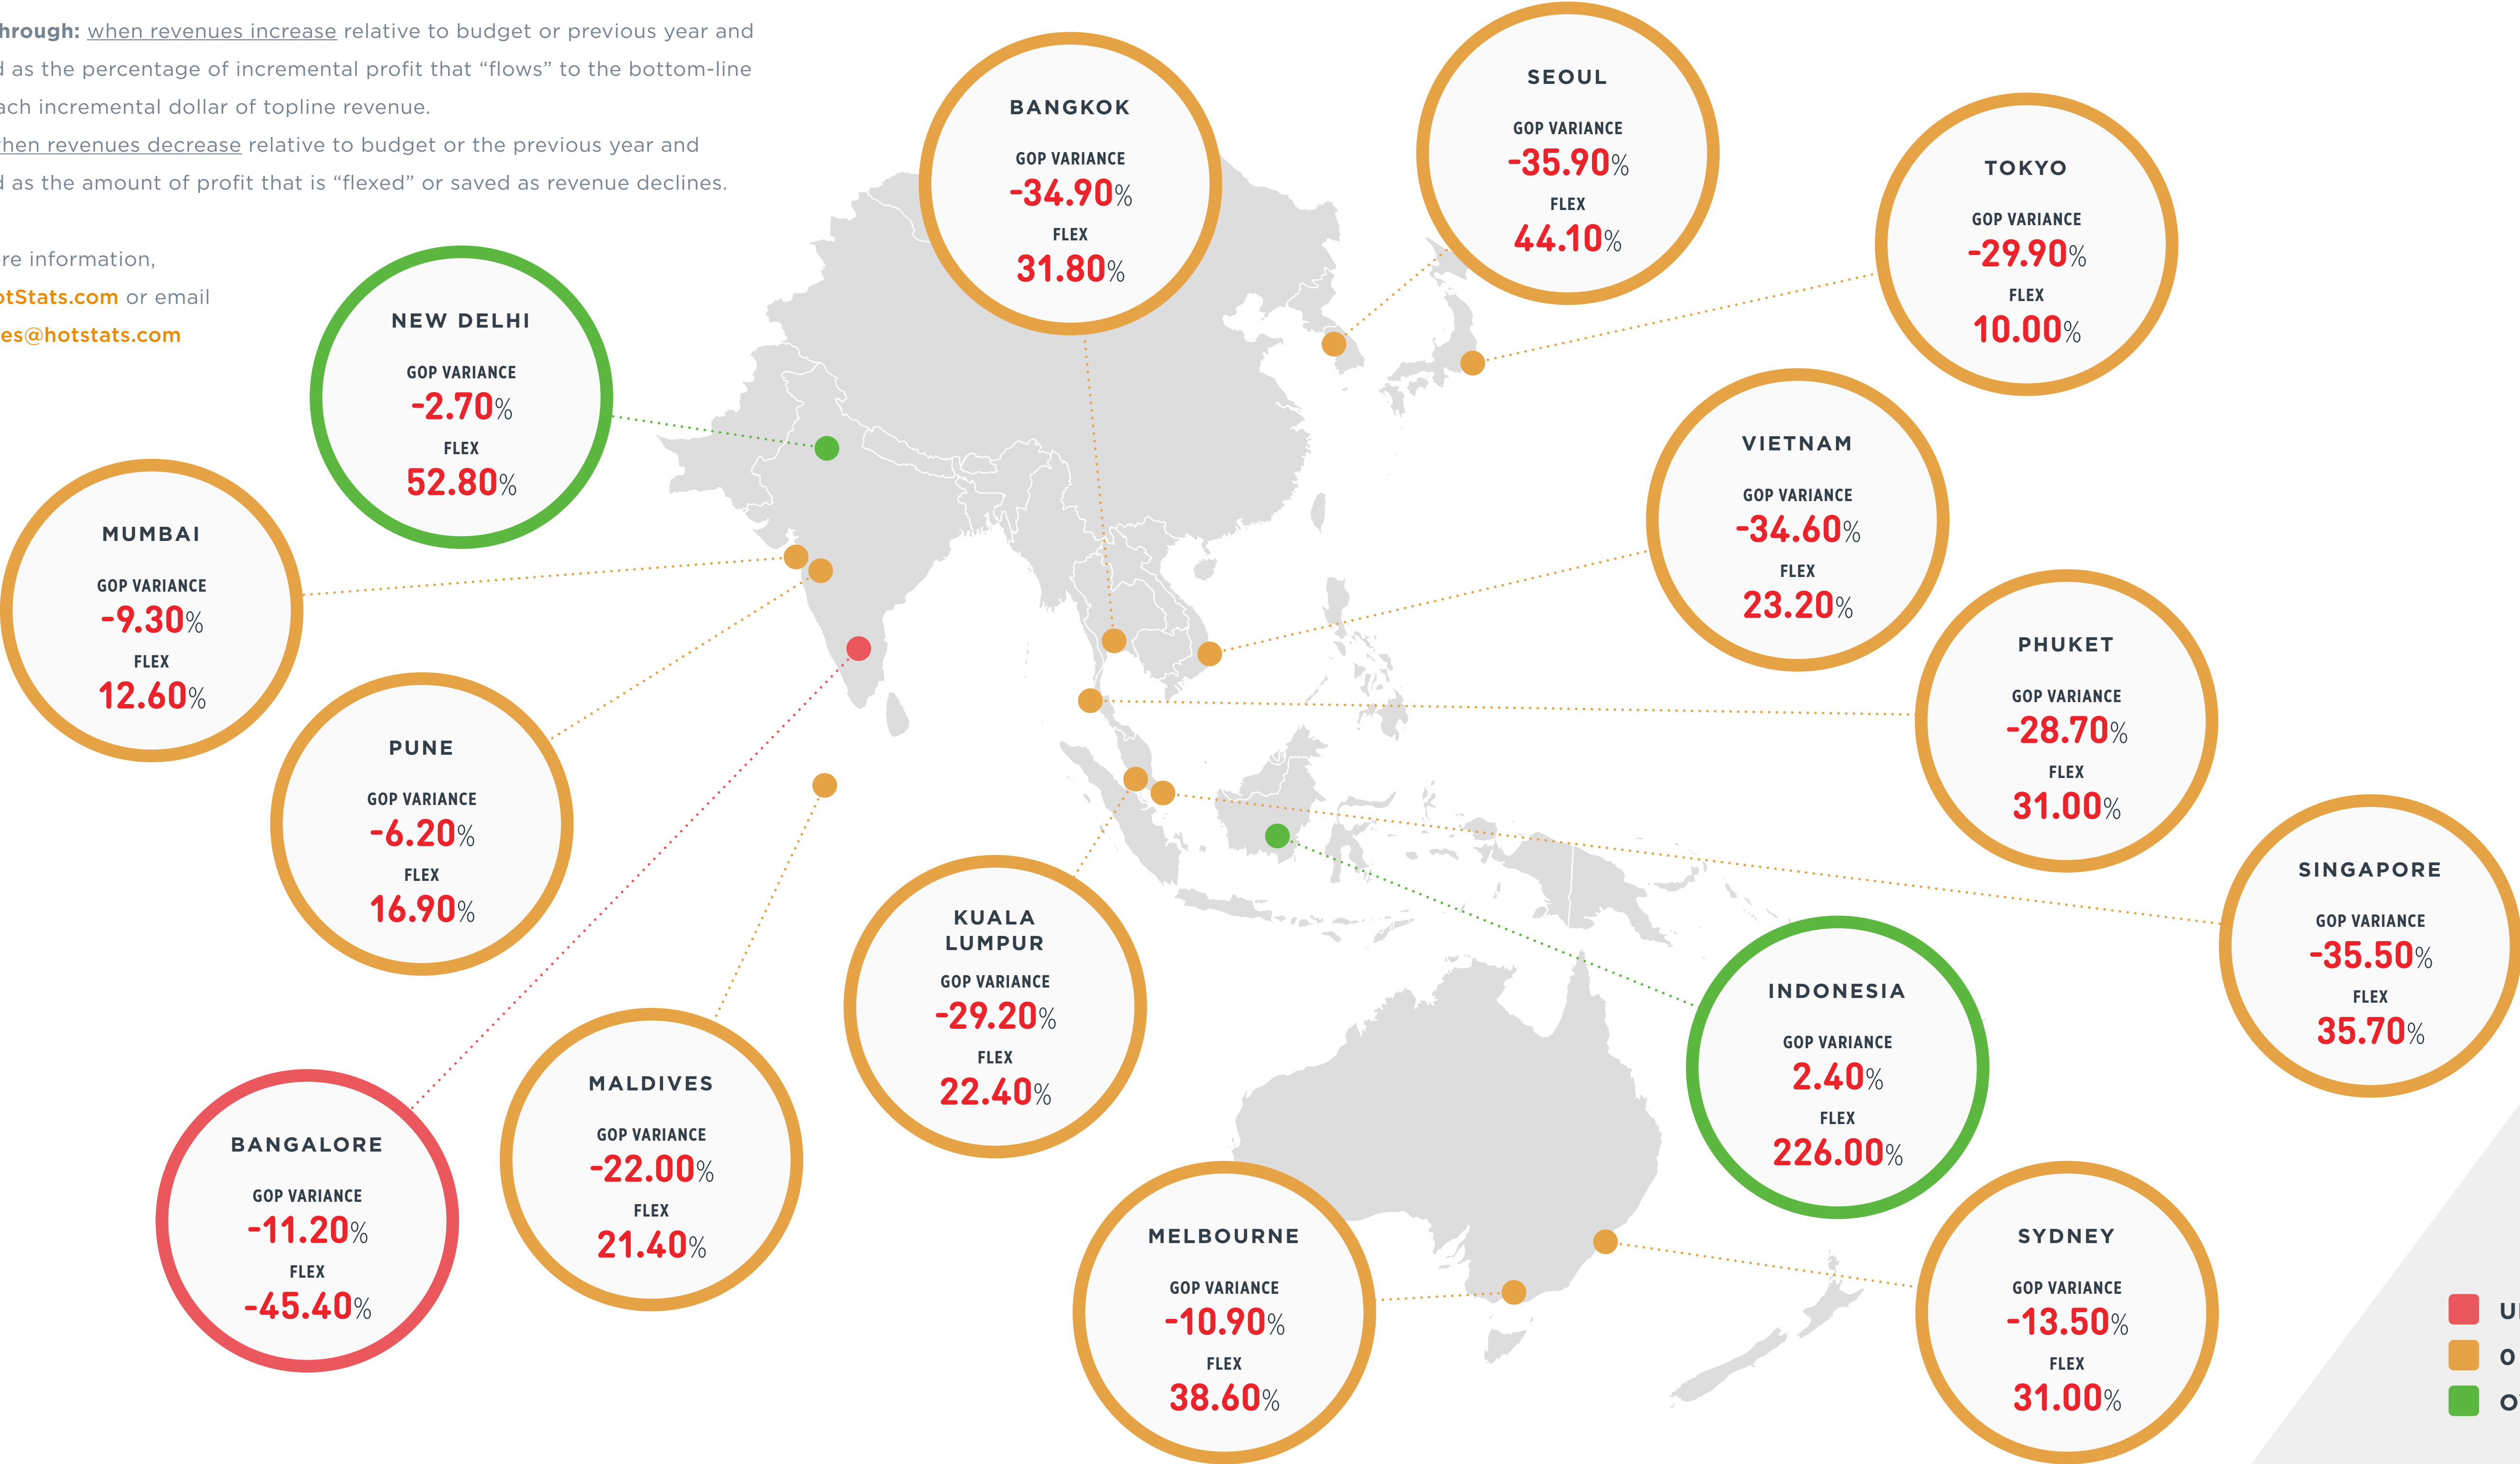 hrough: when revenues increase relative to budget or previous year and
d as the percentage of incremental profit that “flows” to the bottom-line
ach incremental dollar of topline revenue.
hen revenues decrease relative to budget or the previous year and
d as the amount of profit that is “flexed” or saved as revenue declines.
re information,
otStats.com or email
es@hotstats.com
BANGKOK
GOP VARIANCE
-34.90%
FLEX
31.80%
SEOUL
GOP VARIANCE
-35.90%
FLEX
44.10%
TOKYO
GOP VARIANCE
-29.90%
FLEX
10.00%
NEW DELHI
GOP VARIANCE
-2.70%
FLEX
52.80%
VIETNAM
GOP VARIANCE
-34.60%
FLEX
23.20%
MUMBAI
GOP VARIANCE
-9.30%
FLEX
12.60%
PHUKET
GOP VARIANCE
-28.70%
FLEX
31.00%
PUNE
GOP VARIANCE
-6.20%
FLEX
16.90%
SINGAPORE
GOP VARIANCE
-35.50%
FLEX
35.70%
KUALA
LUMPUR
GOP VARIANCE
-29.20%
FLEX
22.40%
INDONESIA
GOP VARIANCE
2.40%
FLEX
226.00%
MALDIVES
GOP VARIANCE
-22.00%
FLEX
21.40%
BANGALORE
GOP VARIANCE
-11.20%
FLEX
-45.40%
MELBOURNE
GOP VARIANCE
-10.90%
FLEX
38.60%
SYDNEY
GOP VARIANCE
-13.50%
FLEX
31.00%